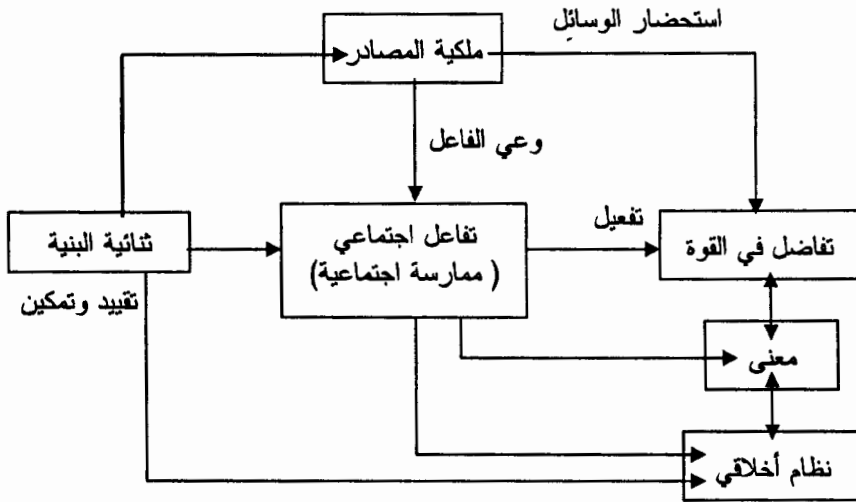 استحضار الوسائل
ملكية المصادر
وعي الفاعل
ثنائية البنية
تقييد وتمكين
تفاعل اجتماعي
(ممارسة اجتماعية)
تفعيل
تفاضل في القوة
معنى
نظام أخلاقي